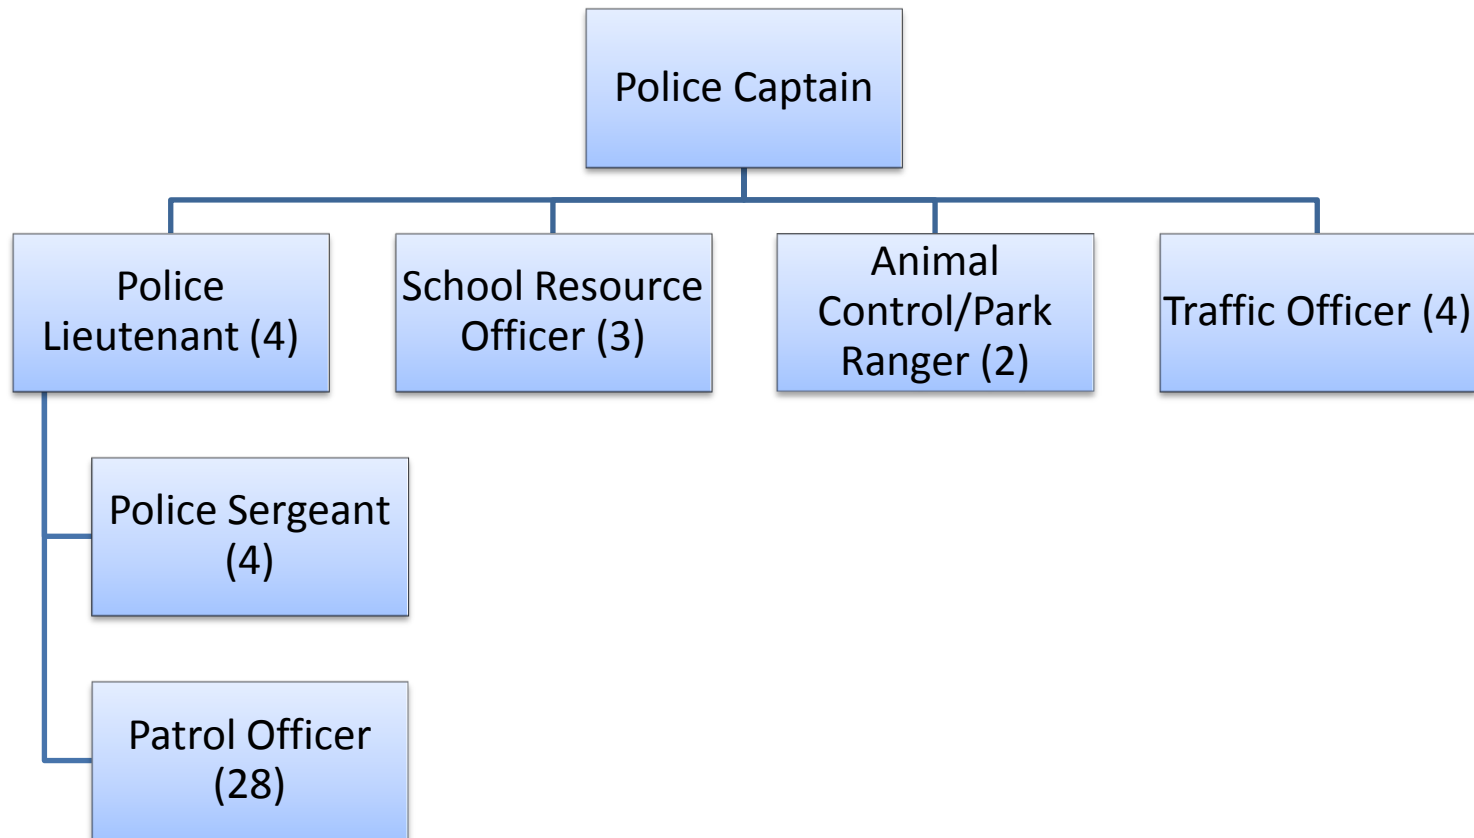 Police Captain
Police
Lieutenant (4)
School Resource
Officer (3)
Animal
Control/Park
Ranger (2)
Traffic Officer (4)
Police Sergeant
(4)
Patrol Officer
(28)